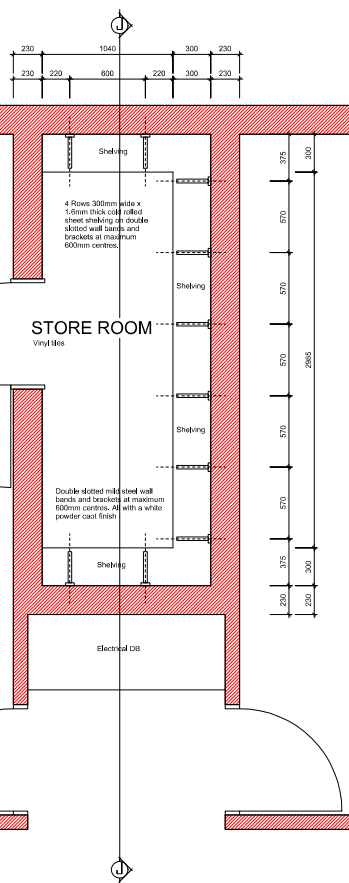 J
230 1040 300 230
230 220 600 220 300 230
Shelving
375 300
4 Rows 300mm wide x
1.6mm thick cold rolled
sheet shelving on double
slotted wall bands and
brackets at maximum
600mm centres.
570
570
Shelving
STORE ROOM
Vinyl tiles
570
2985
570
Shelving
570
Double slotted mild steel wall
bands and brackets at maximum
600mm centres. All with a white
powder caot finish
Shelving
375 300
230 230
Electrical DB
J